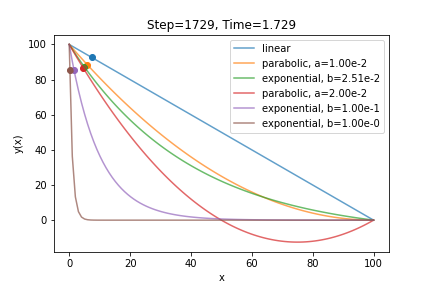 Step=1729, Time=1.729
100
80
60
40
20
0
y(x)
linear
parabolic, a=1.00e-2
exponential, b=2.51e-2
parabolic, a=2.00e-2
exponential, b=1.00e-1
exponential, b=1.00e-0
0 20 40 60 80 100
x